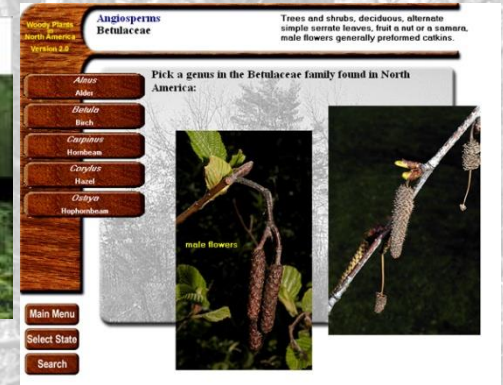 Woody Plants
in
North America
Version 2.0
Angiosperms
Betulaceae
Trees and shrubs, deciduous, alternate
simple serrate leaves, fruit a nut or a samara,
male flowers generally preformed catkins.
Pick a genus in the Betulaceae family found in North
America:
Alnus
Alder
Betula
Birch
Carpinus
Hornbeam
Corylus
Hazel
Ostrya
Hophornbeam
male flowers
Main Menu
Select State
Search